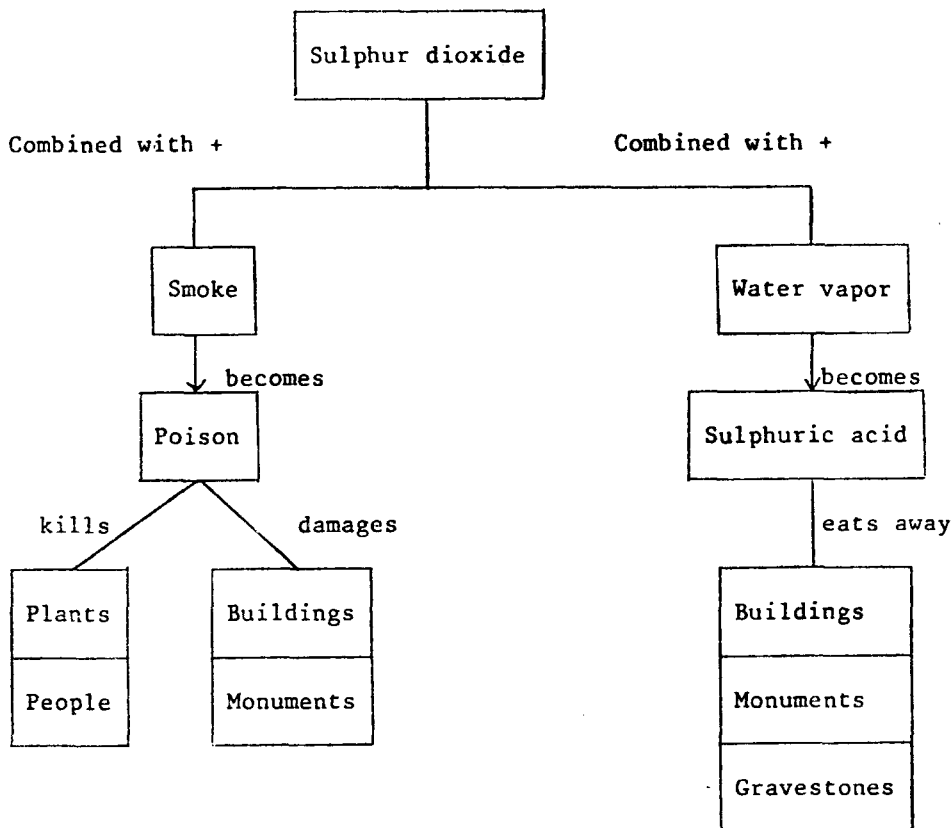 Sulphur dioxide
Combined with +
Combined with +
Smoke
Water vapor
becomes
becomes
Poison
Sulphuric acid
kills
damages
eats away
Plants
Buildings
Buildings
People
Monuments
Monuments
Gravestones